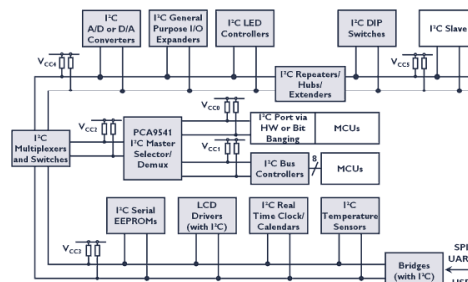 I²C
A/D or D/A
Converters
I²C General
Purpose I/O
Expanders
I²C LED
Controllers
I²C DIP
Switches
I²C Slave
VCC4
VCC5
I²C Repeaters/
Hubs/
Extenders
VCC0
I²C Port via
HW or Bit
Banging
MCUs
VCC2
PCA9541
I²C Master
Selector/
Demux
I²C
Multiplexers
and Switches
VCC1
I²C Bus
Controllers
8
MCUs
I²C Serial
EEPROMs
LCD
Drivers
(with I²C)
I²C Real
Time Clock/
Calendars
I²C
Temperature
Sensors
VCC3
Bridges
(with I²C)
SPI
UAR